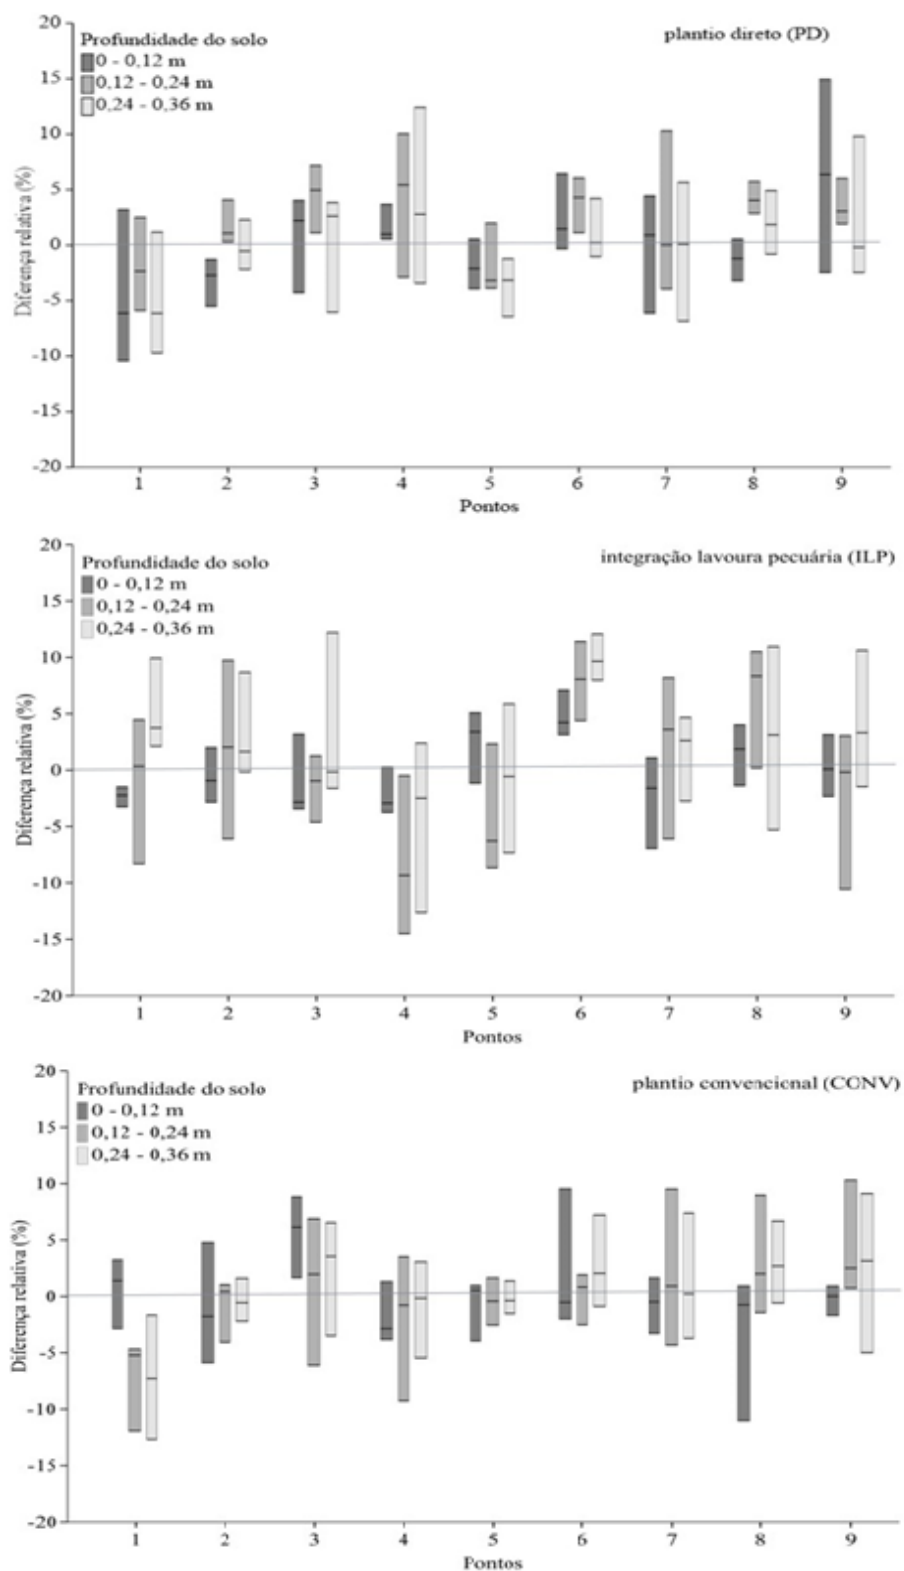 20
15
10
5
0
-5
-10
-15
-20
Diferença relativa (%)
Profundidade do solo
0 - 0,12 m
0,12 - 0,24 m
0,24 - 0,36 m
plantio direto (PD)
1 2 3 4 5 6 7 8 9
Pontos
20
15
10
5
0
-5
-10
-15
-20
Diferença relativa (%)
Profundidade do solo
0 - 0,12 m
0,12 - 0,24 m
0,24 - 0,36 m
integração lavoura pecuária (ILP)
1 2 3 4 5 6 7 8 9
Pontos
20
15
10
5
0
-5
-10
-15
-20
Diferença relativa (%)
Profundidade do solo
0 - 0,12 m
0,12 - 0,24 m
0,24 - 0,36 m
plantio convencional (CONV)
1 2 3 4 5 6 7 8 9
Pontos